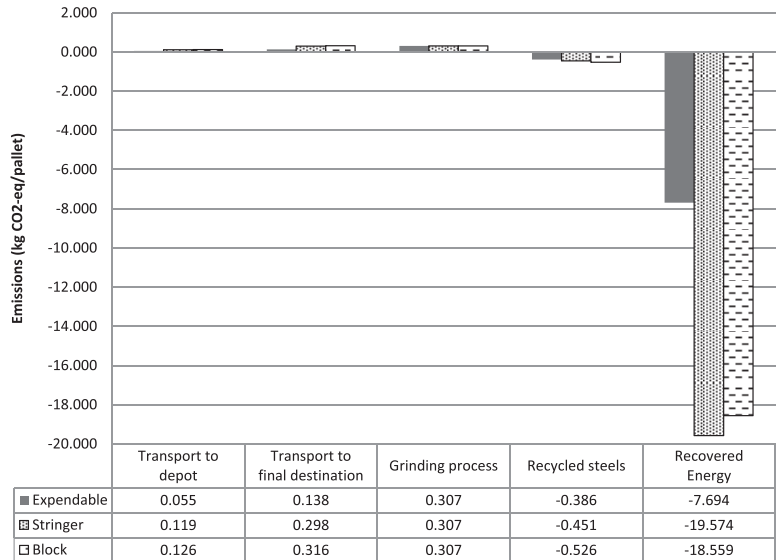 2.000
0.000
-2.000
-4.000
-6.000
-8.000
-10.000
-12.000
-14.000
-16.000
-18.000
-20.000
Emissions (kg CO2-eq/pallet)
Transport to depot
Transport to final destination
Grinding process
Recycled steels
Recovered Energy
Expendable 0.055 0.138 0.307 -0.386 -7.694
Stringer 0.119 0.298 0.307 -0.451 -19.574
Block 0.126 0.316 0.307 -0.526 -18.559